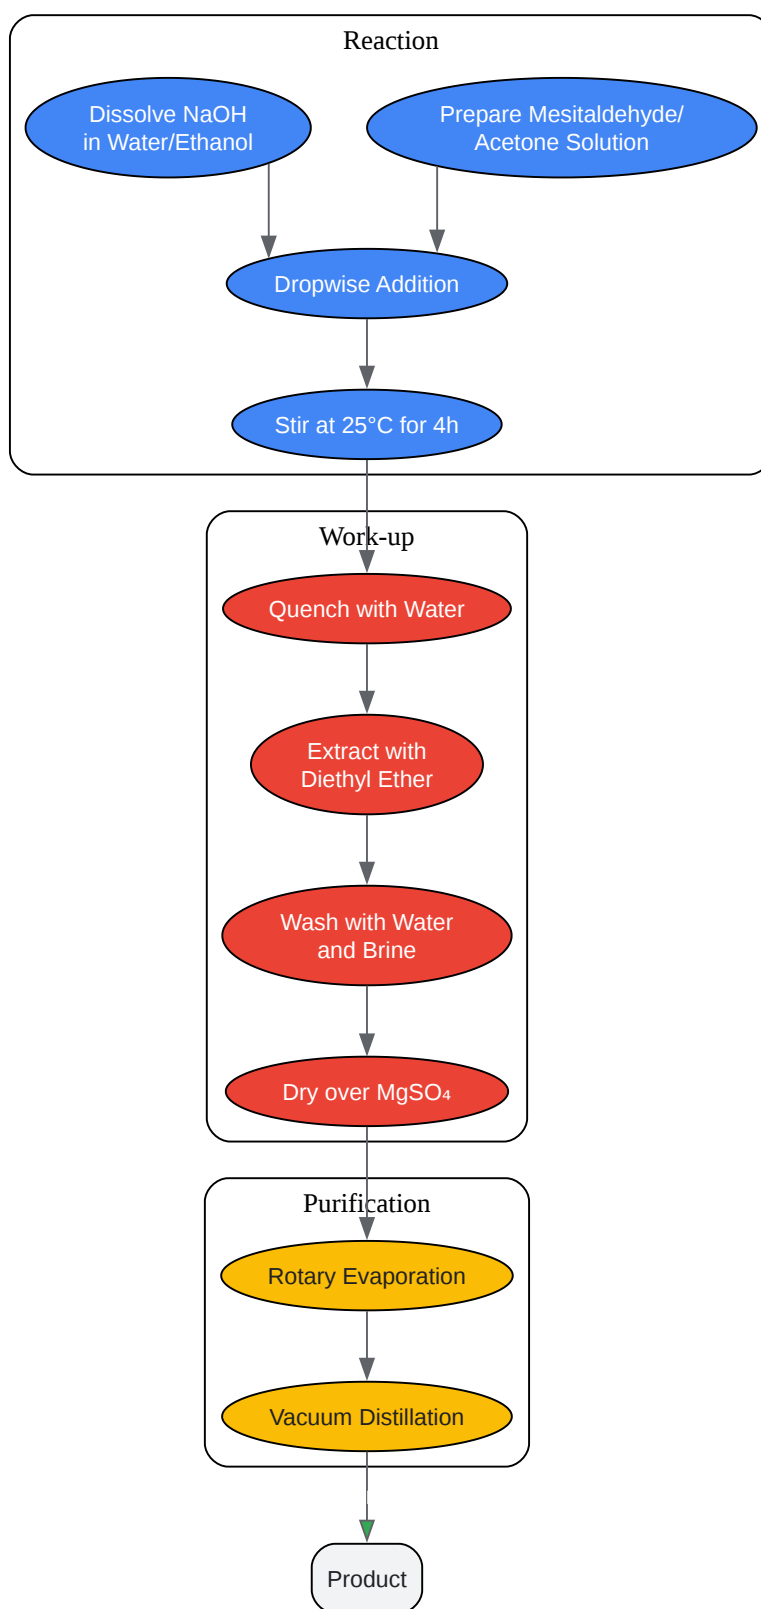 Reaction
Dissolve NaOH
in Water/Ethanol
Prepare Mesitaldehyde/
Acetone Solution
Dropwise Addition
Stir at 25°C for 4h
Work-up
Quench with Water
Extract with
Diethyl Ether
Wash with Water
and Brine
Dry over MgSO₄
Purification
Rotary Evaporation
Vacuum Distillation
Product